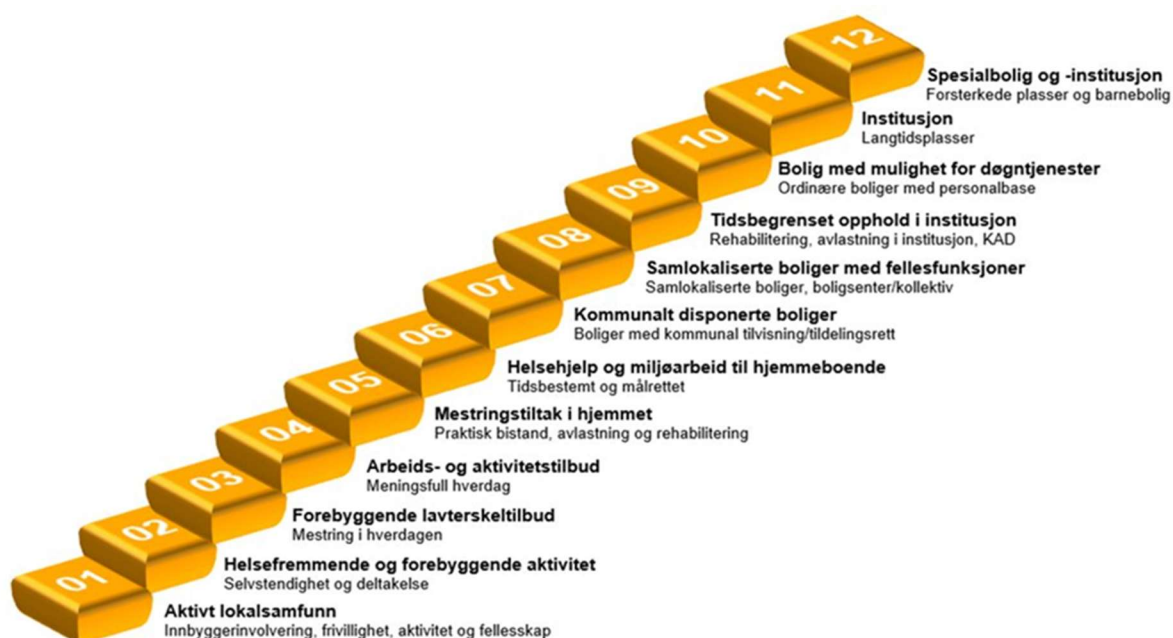 12
Spesialbolig og -institusjon
Forsterkede plasser og barnebolig
11
Institusjon
Langtidsplasser
10
Bolig med mulighet for døgntjenester
Ordinære boliger med personalbase
09
Tidsbegrenset opphold i institusjon
Rehabilitering, avlastning i institusjon, KAD
08
Samlokaliserte boliger med fellesfunksjoner
Samlokaliserte boliger, boligsenter/kollektiv
07
Kommunalt disponerte boliger
Boliger med kommunal tilvisning/tildelingsrett
06
Helsehjelp og miljøarbeid til hjemmeboende
Tidsbestemt og målrettet
05
Mestringstiltak i hjemmet
Praktisk bistand, avlastning og rehabilitering
04
Arbeids- og aktivitetstilbud
Meningsfull hverdag
03
Forebyggende lavterskeltilbud
Mestring i hverdagen
02
Helsefremmende og forebyggende aktivitet
Selvstendighet og deltakelse
01
Aktivt lokalsamfunn
Innbyggerinvolvering, frivillighet, aktivitet og fellesskap